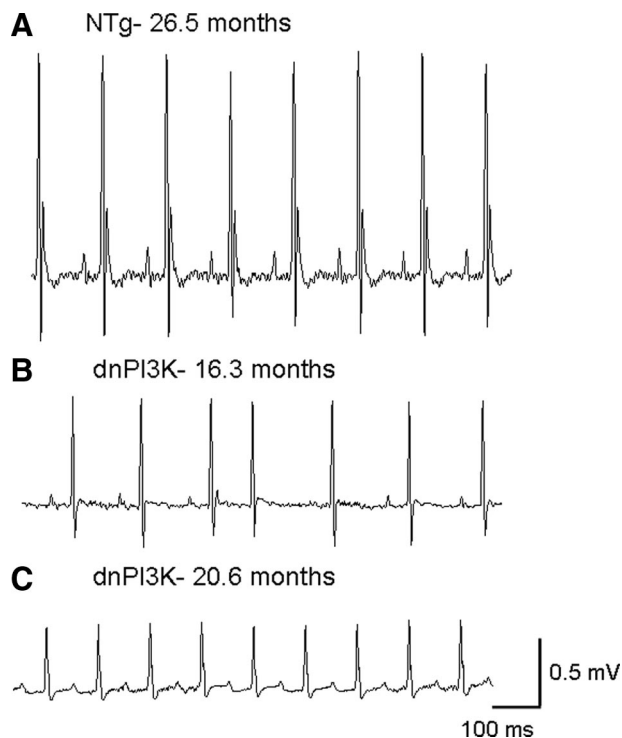 A
NTg- 26.5 months
B
dnPI3K- 16.3 months
C
dnPI3K- 20.6 months
0.5 mV
100 ms